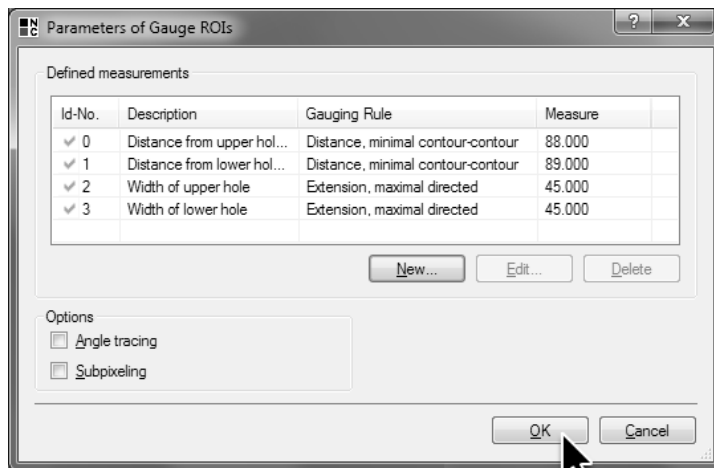 Parameters of Gauge ROIs
Defined measurements
Id-No. Description Gauging Rule Measure
0 Distance from upper hol... Distance, minimal contour-contour 88.000
1 Distance from lower hol... Distance, minimal contour-contour 89.000
2 Width of upper hole Extension, maximal directed 45.000
3 Width of lower hole Extension, maximal directed 45.000
New... Edit... Delete
Options
Angle tracing
Subpixeling
OK Cancel